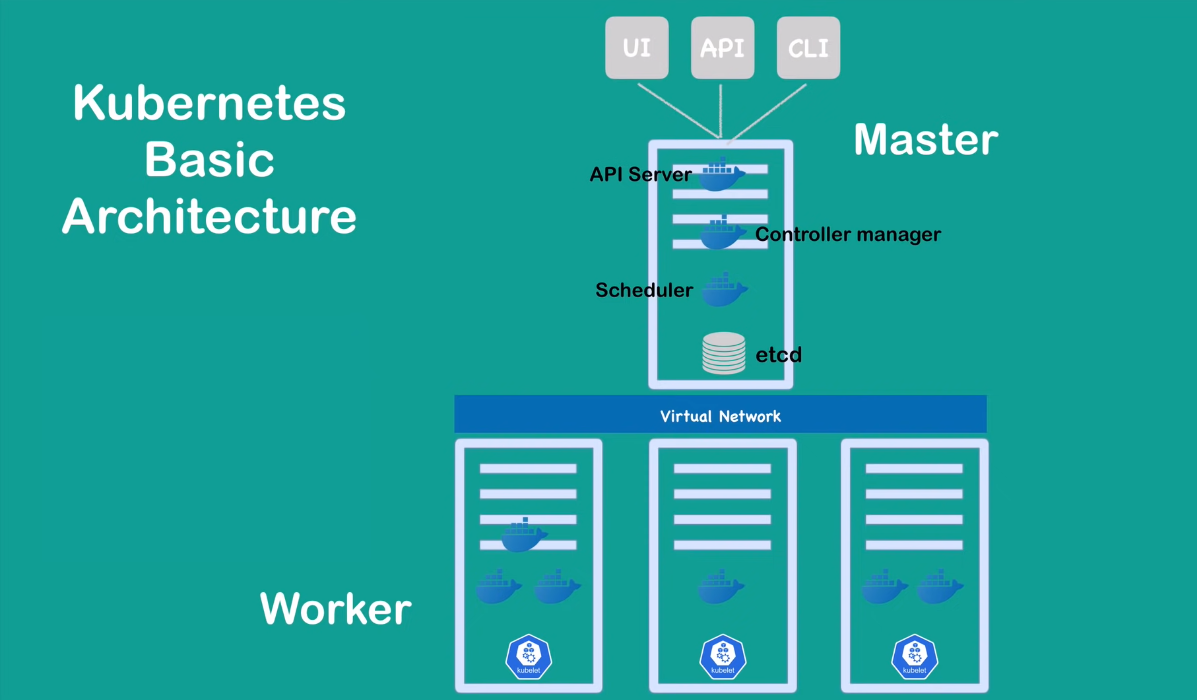 UI
API
CLI
Kubernetes
Basic
Architecture
Master
API Server
Controller manager
Scheduler
etcd
Virtual Network
Worker
kubelet
kubelet
kubelet